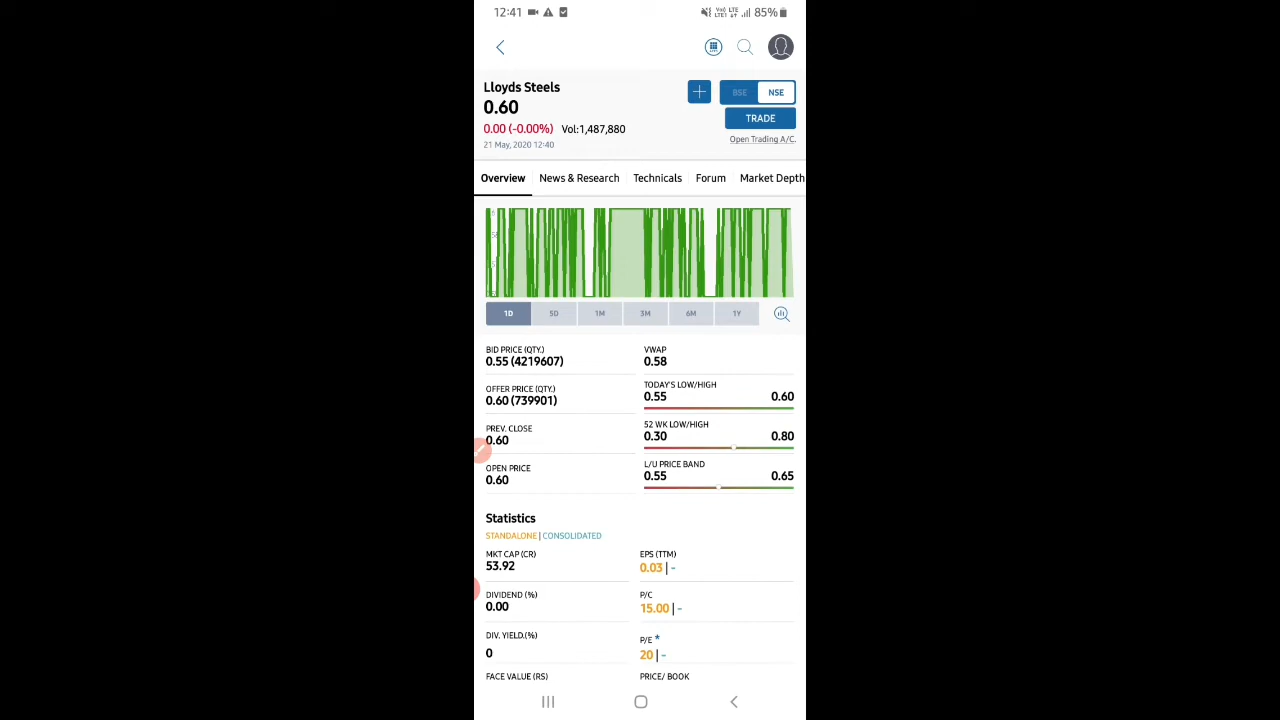 12:41
VoI) LTE
LTE1
85%
Lloyds Steels
BSE NSE
0.60
TRADE
0.00 (-0.00%) Vol:1,487,880
Open Trading A/C.
21 May, 2020 12:40
Overview News & Research Technicals Forum Market Depth
1D 5D 1M 3M 6M 1Y
BID PRICE (QTY.) VWAP
0.55 (4219607) 0.58
OFFER PRICE (QTY.) TODAY'S LOW/HIGH
0.60 (739901) 0.55 0.60
PREV. CLOSE 52 WK LOW/HIGH
0.60 0.30 0.80
OPEN PRICE L/U PRICE BAND
0.60 0.55 0.65
Statistics
STANDALONE | CONSOLIDATED
MKT CAP (CR) EPS (TTM)
53.92 0.03 | -
DIVIDEND (%) P/C
0.00 15.00 | -
DIV. YIELD.(%) P/E *
0 20 | -
FACE VALUE (RS) PRICE/ BOOK